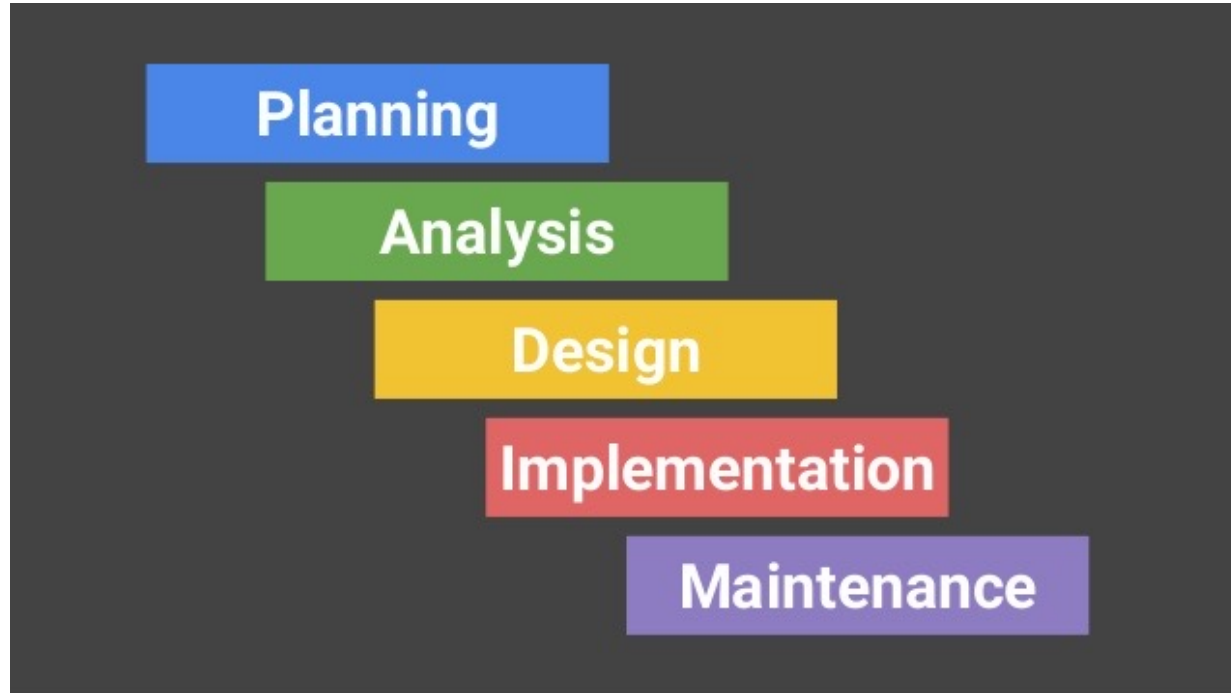 Planning
Analysis
Design
Implementation
Maintenance